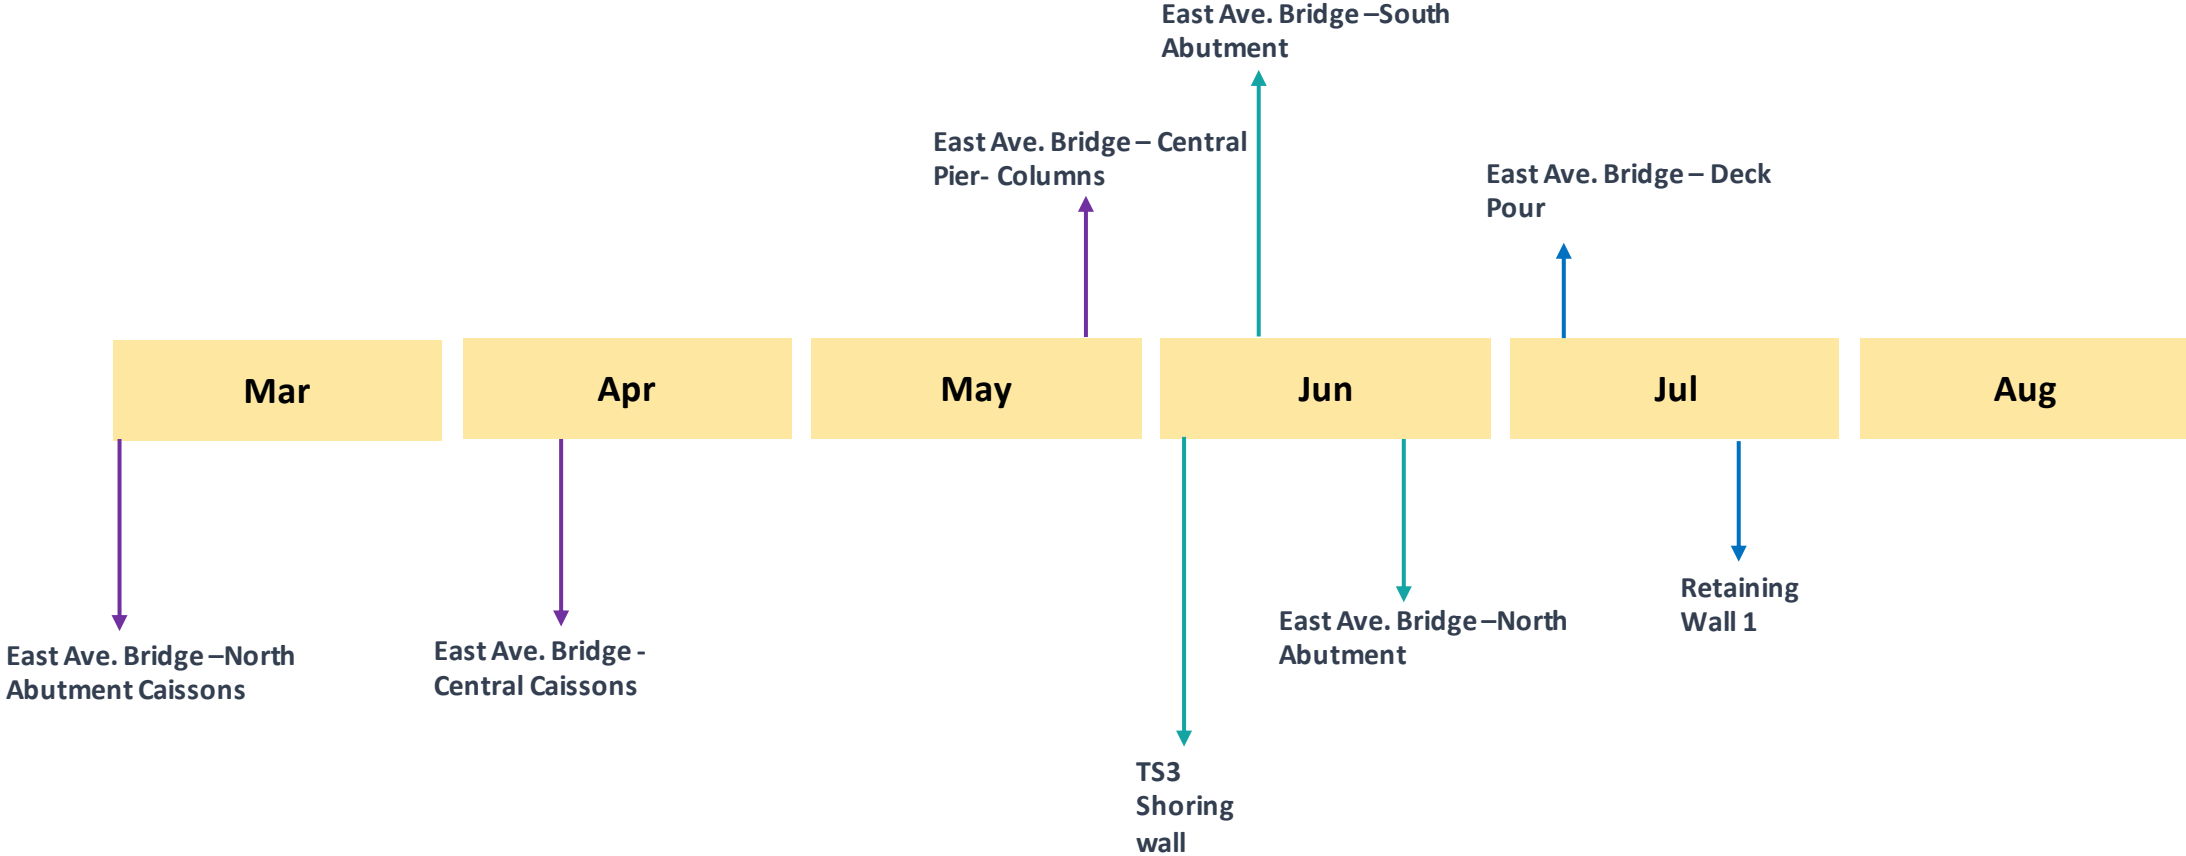 East Ave. Bridge –South
Abutment
East Ave. Bridge – Central
Pier- Columns
East Ave. Bridge – Deck
Pour
Mar
Apr
May
Jun
Jul
Aug
East Ave. Bridge –North
Abutment Caissons
East Ave. Bridge -
Central Caissons
TS3
Shoring
wall
East Ave. Bridge –North
Abutment
Retaining
Wall 1